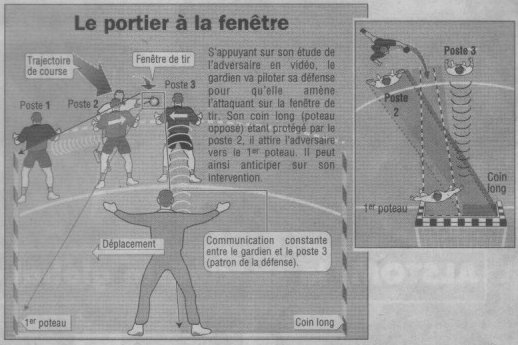 Le portier à la fenêtre
Trajectoire
de course
Fenêtre de tir
Poste 1
Poste 2
Poste 3
S'appuyant sur son étude de
l'adversaire en vidéo, le
gardien va piloter sa défense
pour qu'elle amène
l'attaquant sur la fenêtre de
tir. Son coin long (poteau
opposé) étant protégé par le
poste 2, il attire l'adversaire
vers le 1er poteau. Il peut
ainsi anticiper sur son
intervention.
Déplacement
Communication constante
entre le gardien et le poste 3
(patron de la défense).
1er poteau
Coin long
Poste 3
Poste
2
Coin
long
1er poteau